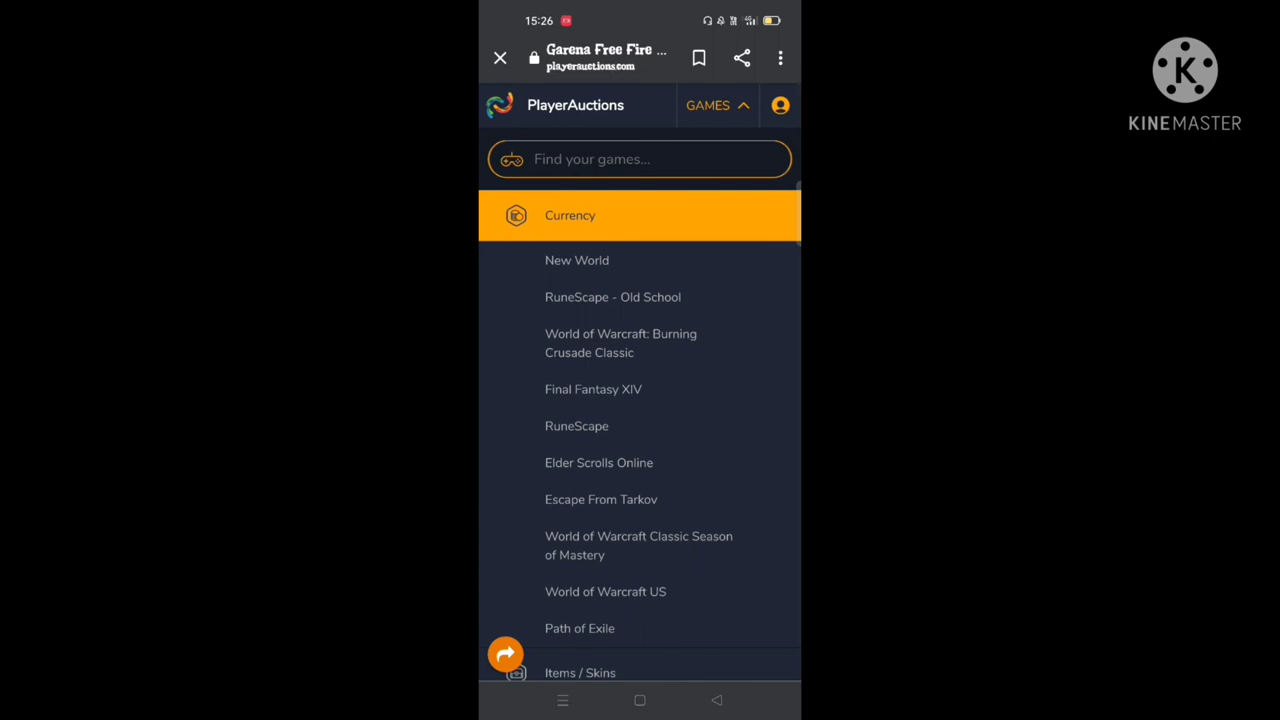 15:26
Garena Free Fire ...
playerauctions.com
PlayerAuctions
GAMES
Find your games...
Currency
New World
RuneScape - Old School
World of Warcraft: Burning
Crusade Classic
Final Fantasy XIV
RuneScape
Elder Scrolls Online
Escape From Tarkov
World of Warcraft Classic Season
of Mastery
World of Warcraft US
Path of Exile
Items / Skins
K
KINEMASTER